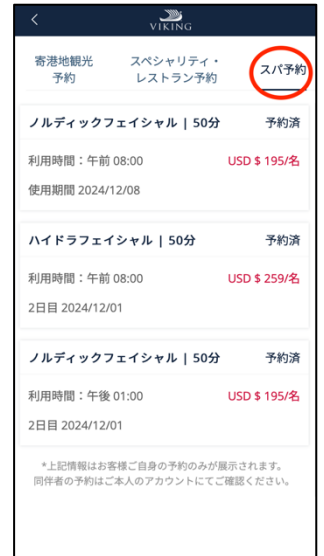 VIKING
寄港地観光
予約
スペシャリティ・
レストラン予約
スパ予約
ノルディックフェイシャル | 50分 予約済
利用時間：午前 08:00 USD $ 195/名
使用期間 2024/12/08
ハイドラフェイシャル | 50分 予約済
利用時間：午前 08:00 USD $ 259/名
2日目 2024/12/01
ノルディックフェイシャル | 50分 予約済
利用時間：午後 01:00 USD $ 195/名
2日目 2024/12/01
*上記情報はお客様ご自身の予約のみが展示されます。
同伴者の予約はご本人のアカウントにてご確認ください。